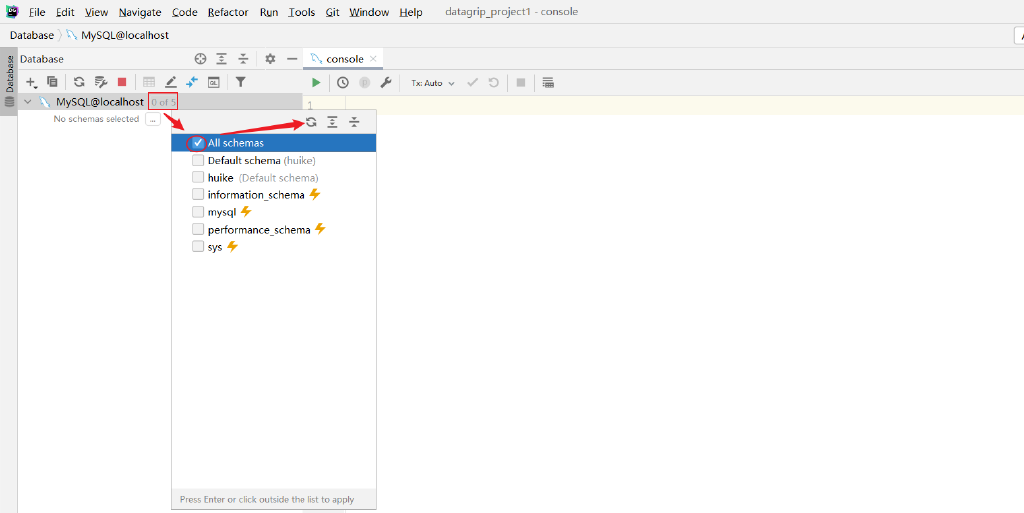 DG File Edit View Navigate Code Refactor Run Tools Git Window Help datagrip_project1 - console
Database MySQL@localhost
Database
Database
console
QL
Tx: Auto
MySQL@localhost 0 of 5
1
No schemas selected ...
All schemas
Default schema (huike)
huike (Default schema)
information_schema
mysql
performance_schema
sys
Press Enter or click outside the list to apply